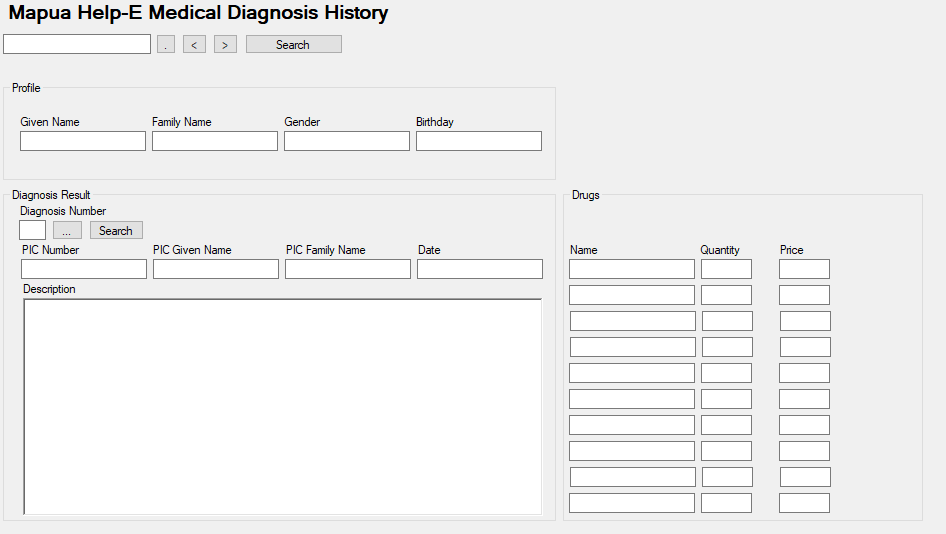 Mapua Help-E Medical Diagnosis History
. < > Search
Profile
Given Name Family Name Gender Birthday
Diagnosis Result
Diagnosis Number
... Search
PIC Number PIC Given Name PIC Family Name Date
Description
Drugs
Name Quantity Price